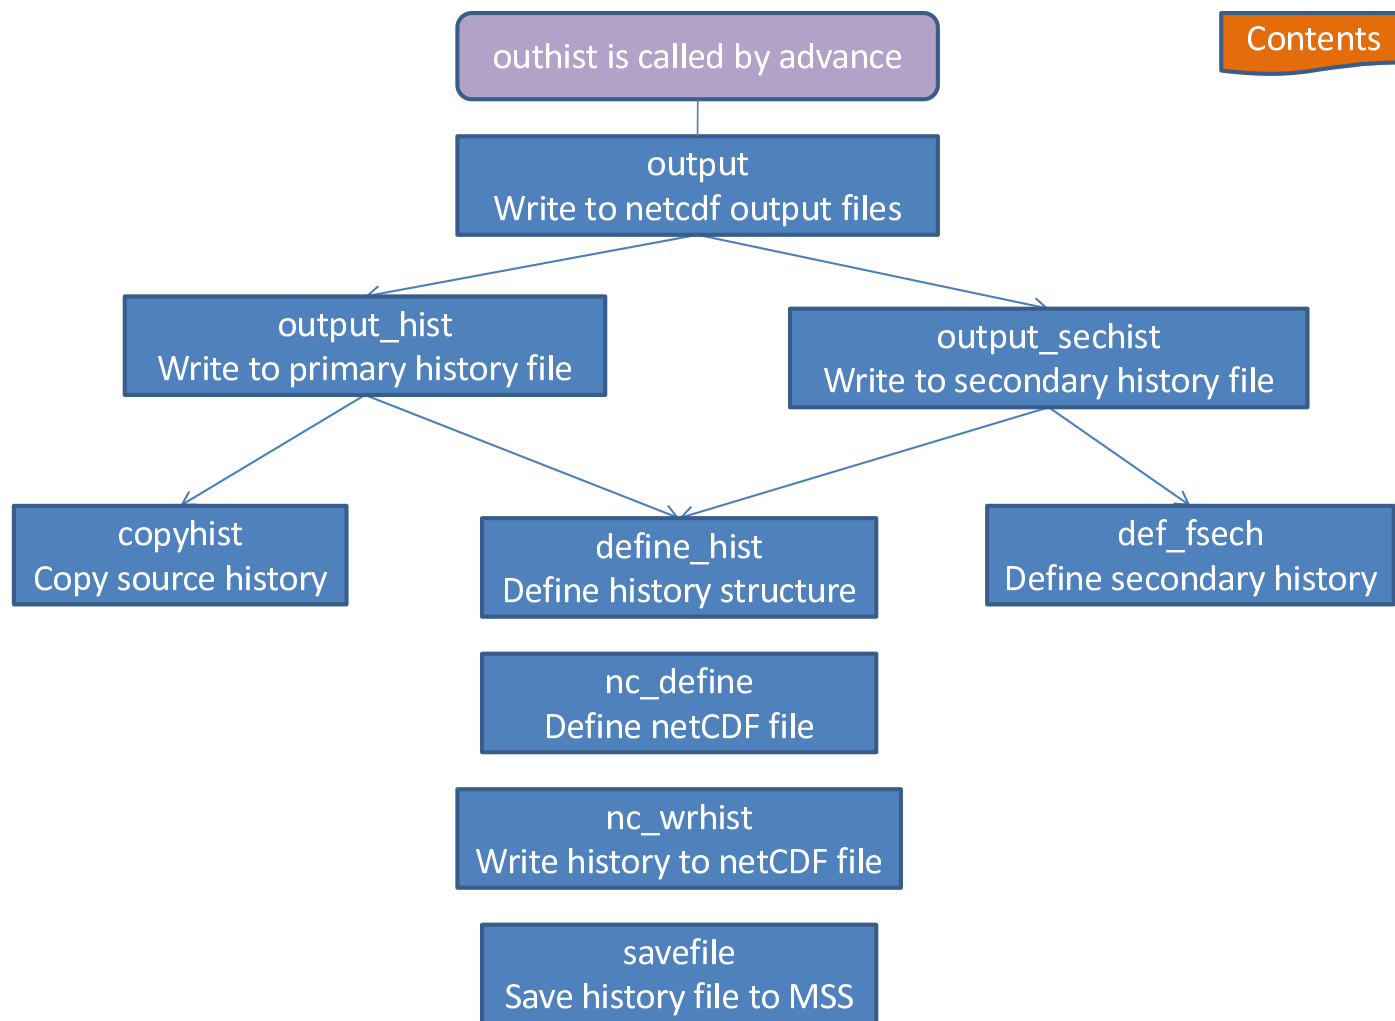 outhist is called by advance
Contents
output
Write to netcdf output files
output_hist
Write to primary history file
output_sechist
Write to secondary history file
copyhist
Copy source history
define_hist
Define history structure
def_fsech
Define secondary history
nc_define
Define netCDF file
nc_wrhist
Write history to netCDF file
savefile
Save history file to MSS